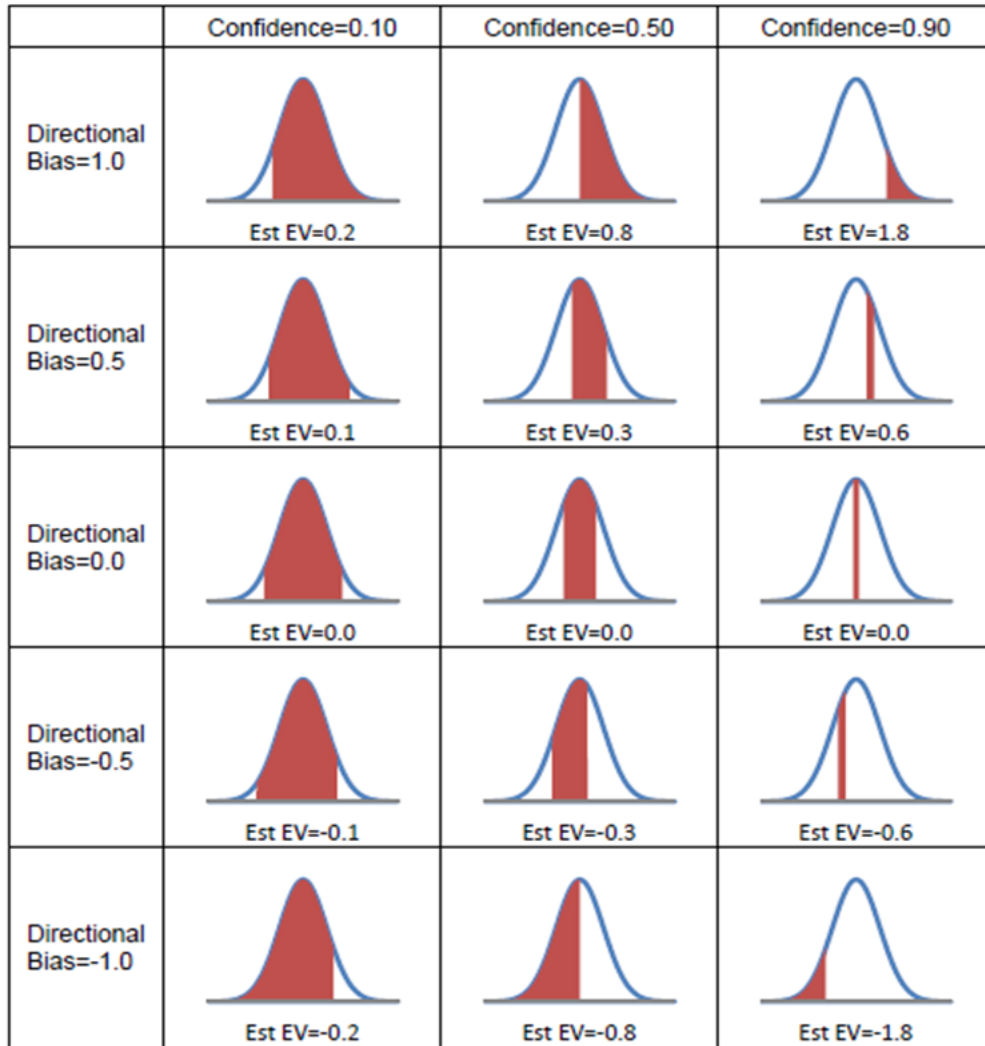 Confidence=0.10 Confidence=0.50 Confidence=0.90
Directional
Bias=1.0
Est EV=0.2 Est EV=0.8 Est EV=1.8
Directional
Bias=0.5
Est EV=0.1 Est EV=0.3 Est EV=0.6
Directional
Bias=0.0
Est EV=0.0 Est EV=0.0 Est EV=0.0
Directional
Bias=-0.5
Est EV=-0.1 Est EV=-0.3 Est EV=-0.6
Directional
Bias=-1.0
Est EV=-0.2 Est EV=-0.8 Est EV=-1.8